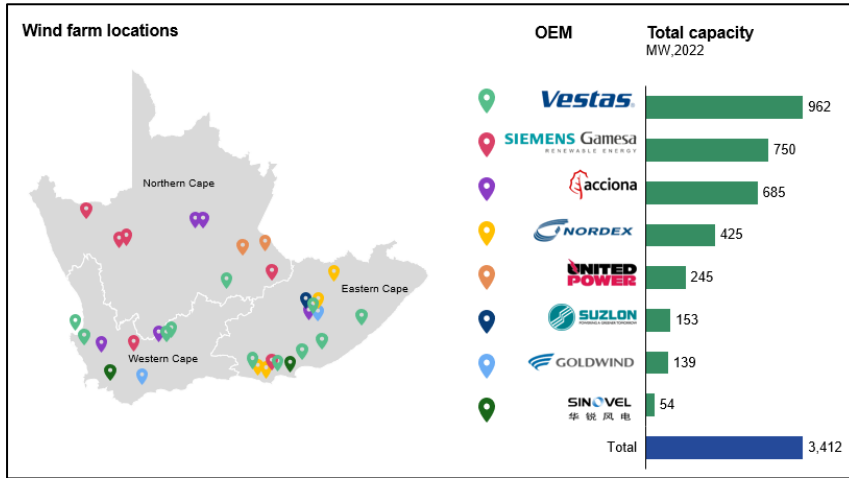 Wind farm locations
OEM
Total capacity
MW,2022
Vestas
962
SIEMENS Gamesa
RENEWABLE ENERGY
750
acciona
685
NORDEX
425
UNITED
POWER
245
SUZLON
153
GOLDWIND
139
SINOVEL
华锐风电
54
Total
3,412
Northern Cape
Eastern Cape
Western Cape